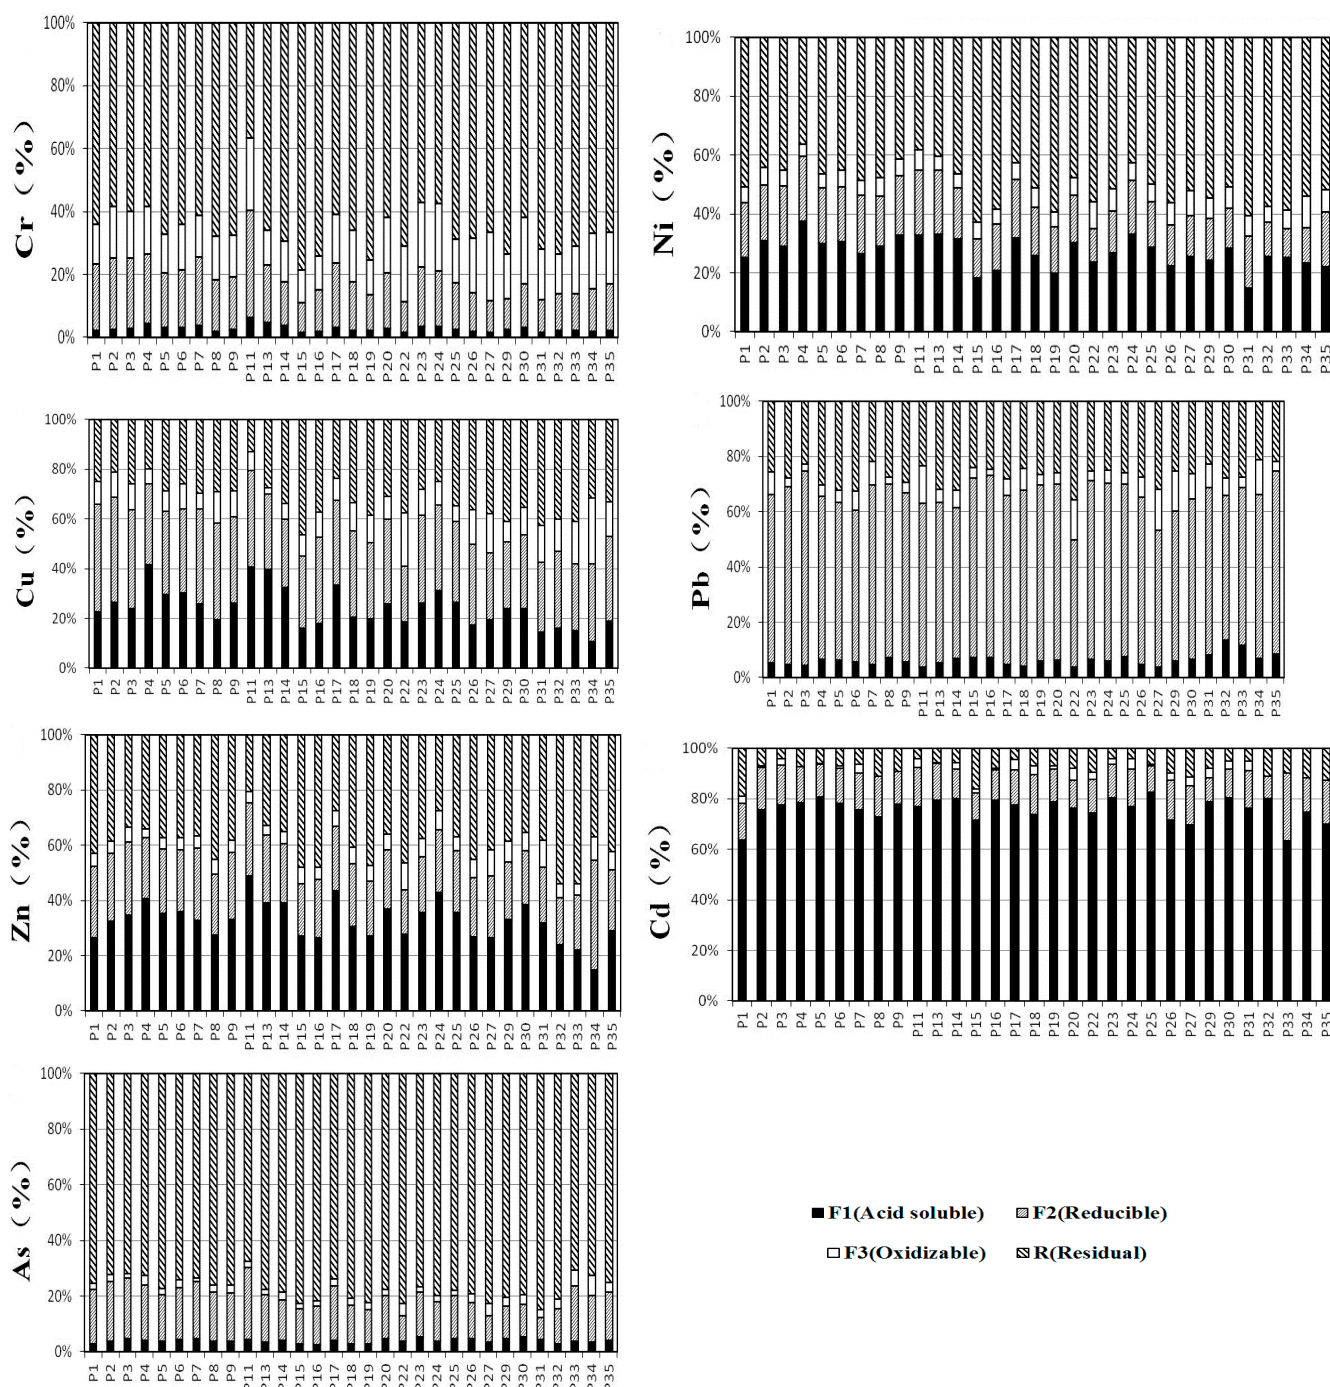 Cr (%)
100%
80%
60%
40%
20%
0%
P1 P2 P3 P4 P5 P6 P7 P8 P9 P11 P13 P14 P15 P16 P17 P18 P19 P20 P22 P23 P24 P25 P26 P27 P29 P30 P31 P32 P33 P34 P35
Ni (%)
100%
80%
60%
40%
20%
0%
P1 P2 P3 P4 P5 P6 P7 P8 P9 P11 P13 P14 P15 P16 P17 P18 P19 P20 P22 P23 P24 P25 P26 P27 P29 P30 P31 P32 P33 P34 P35
Cu (%)
100%
80%
60%
40%
20%
0%
P1 P2 P3 P4 P5 P6 P7 P8 P9 P11 P13 P14 P15 P16 P17 P18 P19 P20 P22 P23 P24 P25 P26 P27 P29 P30 P31 P32 P33 P34 P35
Pb (%)
100%
80%
60%
40%
20%
0%
P1 P2 P3 P4 P5 P6 P7 P8 P9 P11 P13 P14 P15 P16 P17 P18 P19 P20 P22 P23 P24 P25 P26 P27 P29 P30 P31 P32 P33 P34 P35
Zn (%)
100%
80%
60%
40%
20%
0%
P1 P2 P3 P4 P5 P6 P7 P8 P9 P11 P13 P14 P15 P16 P17 P18 P19 P20 P22 P23 P24 P25 P26 P27 P29 P30 P31 P32 P33 P34 P35
Cd (%)
100%
80%
60%
40%
20%
0%
P1 P2 P3 P4 P5 P6 P7 P8 P9 P11 P13 P14 P15 P16 P17 P18 P19 P20 P22 P23 P24 P25 P26 P27 P29 P30 P31 P32 P33 P34 P35
As (%)
100%
80%
60%
40%
20%
0%
P1 P2 P3 P4 P5 P6 P7 P8 P9 P11 P13 P14 P15 P16 P17 P18 P19 P20 P22 P23 P24 P25 P26 P27 P29 P30 P31 P32 P33 P34 P35
F1(Acid soluble) F2(Reducible)
F3(Oxidizable) R(Residual)